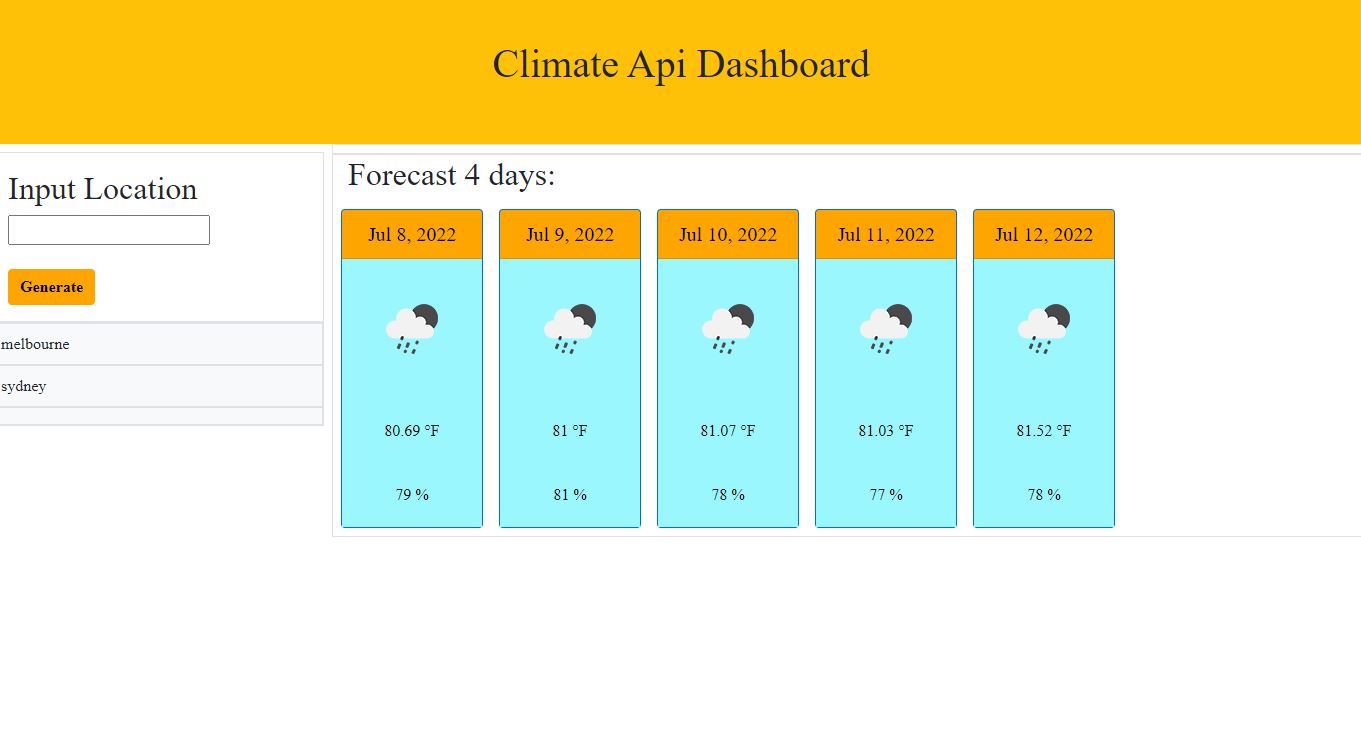 Climate Api Dashboard
Input Location
Generate
melbourne
sydney
Forecast 4 days:
Jul 8, 2022
80.69 °F
79 %
Jul 9, 2022
81 °F
81 %
Jul 10, 2022
81.07 °F
78 %
Jul 11, 2022
81.03 °F
77 %
Jul 12, 2022
81.52 °F
78 %